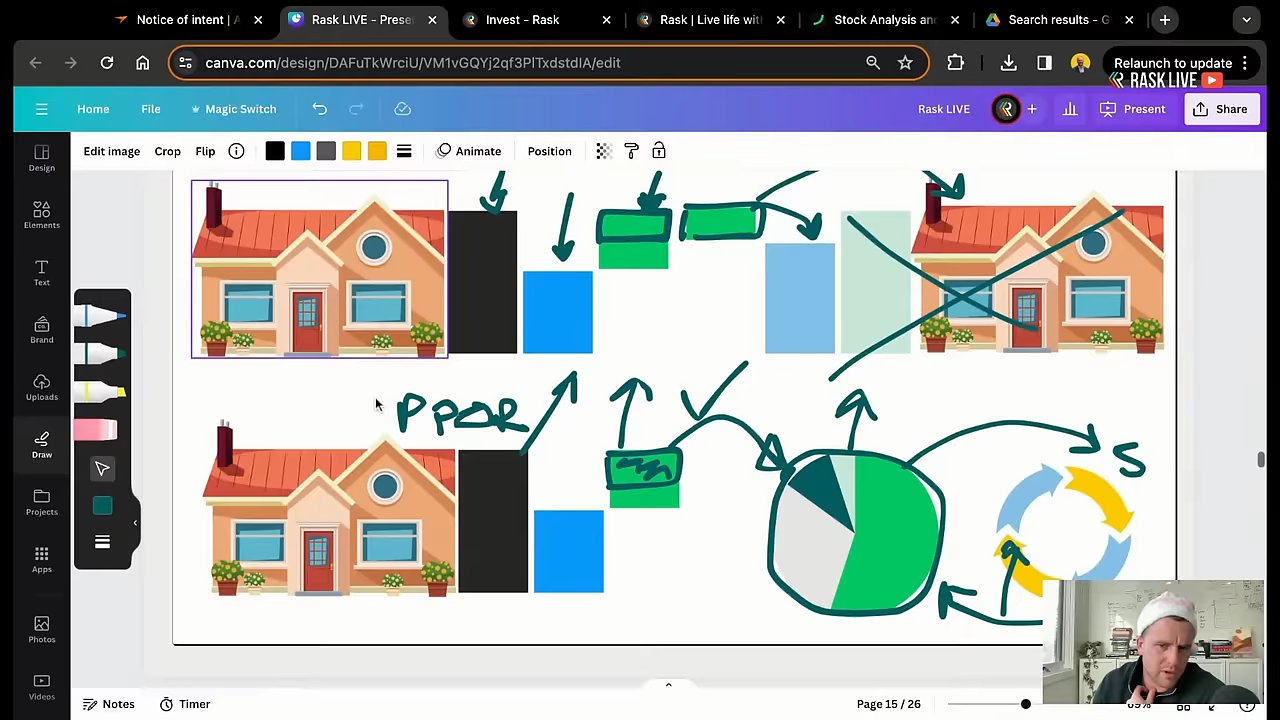 Notice of intent | A
Rask LIVE - Prese
Invest - Rask
Rask | Live life wit
Stock Analysis and
Search results - G
canva.com/design/DAFuTkWrciU/VM1vGQYj2qf3PITxdstdIA/edit
Relaunch to update
RASK LIVE
Home
File
Magic Switch
Rask LIVE
Present
Share
Edit image
Crop
Flip
Animate
Position
Design
Elements
Text
Brand
Uploads
Draw
Projects
Apps
Photos
Videos
PPOR
S
Notes
Timer
Page 15 / 26